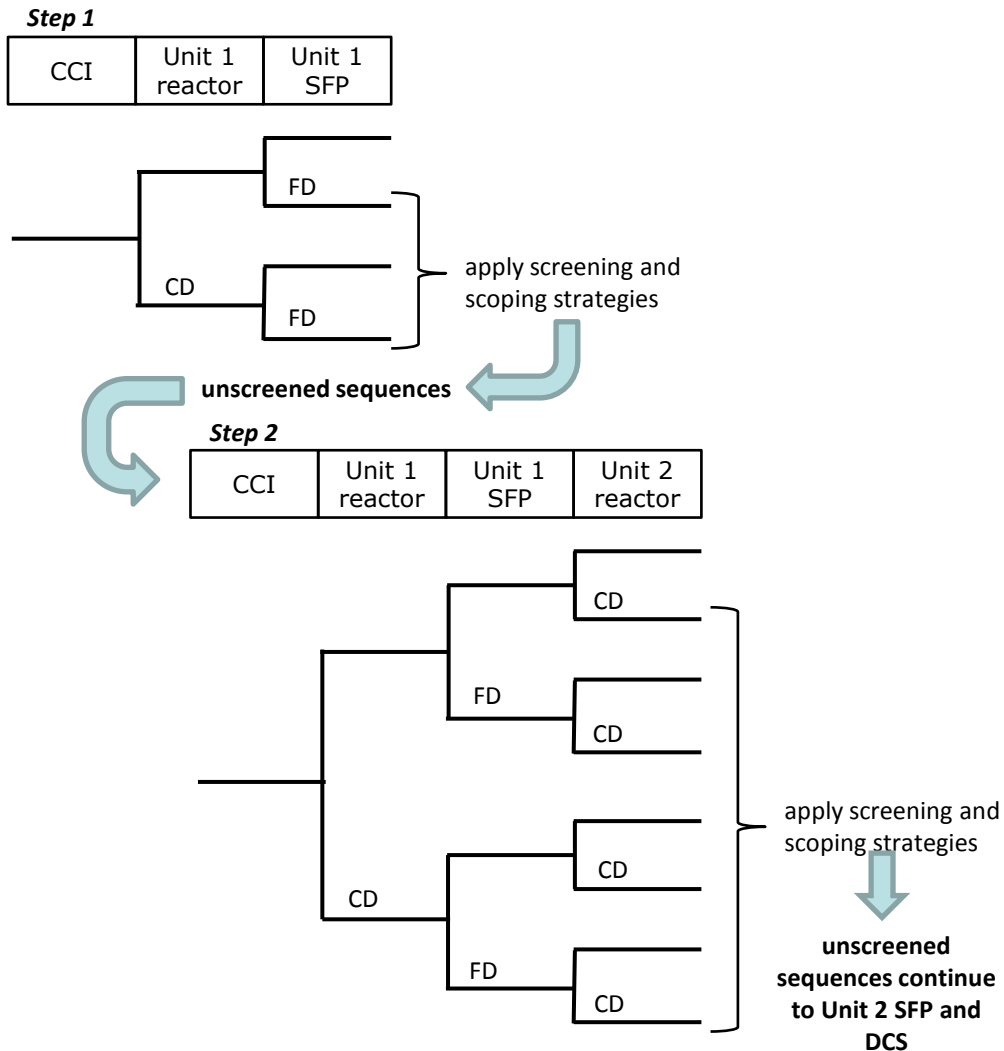 Step 1
CCI
Unit 1
reactor
Unit 1
SFP
FD
CD
FD
apply screening and
scoping strategies
unscreened sequences
Step 2
CCI
Unit 1
reactor
Unit 1
SFP
Unit 2
reactor
CD
FD
CD
CD
CD
FD
CD
apply screening and
scoping strategies
unscreened
sequences continue
to Unit 2 SFP and
DCS